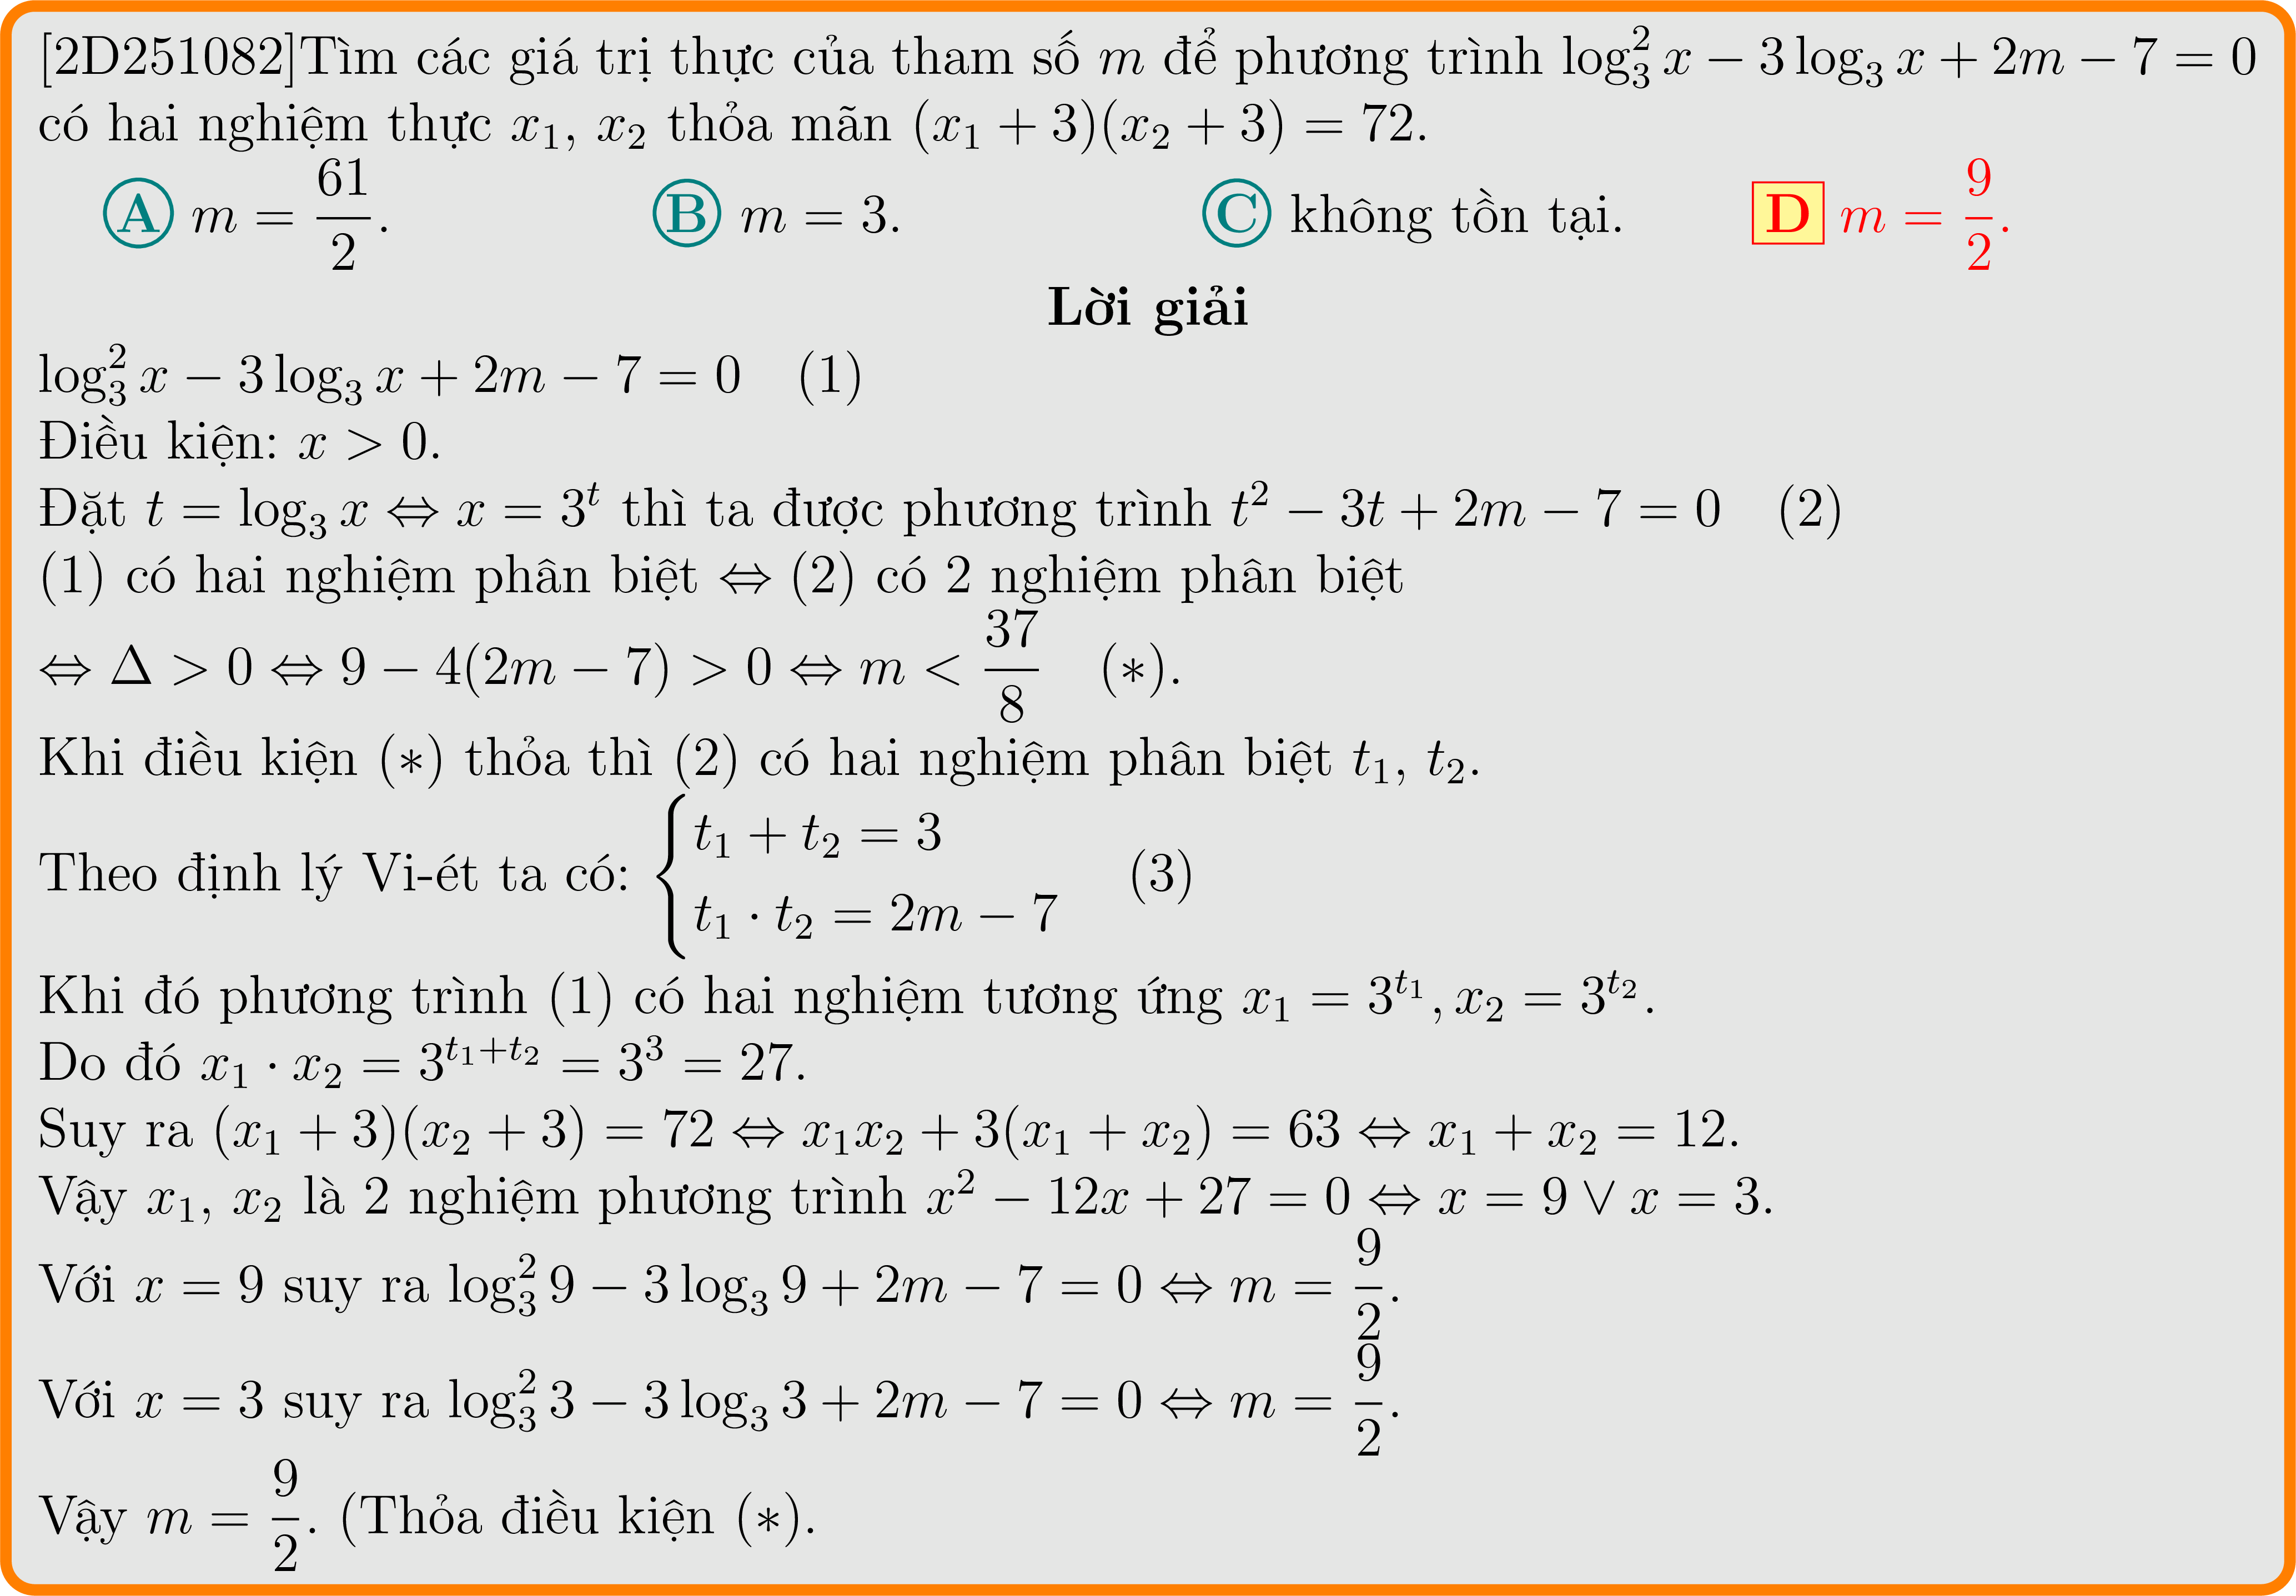 [2D251082]Tìm các giá trị thực của tham số $m$ để phương trình $\log_3^2 x - 3\log_3 x + 2m - 7 = 0$
có hai nghiệm thực $x_1$, $x_2$ thỏa mãn $(x_1 + 3)(x_2 + 3) = 72$.
A $m = \dfrac{61}{2}$. B $m = 3$. C không tồn tại. D $m = \dfrac{9}{2}$.
Lời giải
$\log_3^2 x - 3\log_3 x + 2m - 7 = 0$ (1)
Điều kiện: $x > 0$.
Đặt $t = \log_3 x \Leftrightarrow x = 3^t$ thì ta được phương trình $t^2 - 3t + 2m - 7 = 0$ (2)
(1) có hai nghiệm phân biệt $\Leftrightarrow$ (2) có 2 nghiệm phân biệt
$\Leftrightarrow \Delta > 0 \Leftrightarrow 9 - 4(2m - 7) > 0 \Leftrightarrow m < \dfrac{37}{8}$ $(*)$.
Khi điều kiện $(*)$ thỏa thì (2) có hai nghiệm phân biệt $t_1$, $t_2$.
Theo định lý Vi-ét ta có: $\begin{cases} t_1 + t_2 = 3 \\ t_1 \cdot t_2 = 2m - 7 \end{cases}$ (3)
Khi đó phương trình (1) có hai nghiệm tương ứng $x_1 = 3^{t_1}, x_2 = 3^{t_2}$.
Do đó $x_1 \cdot x_2 = 3^{t_1+t_2} = 3^3 = 27$.
Suy ra $(x_1 + 3)(x_2 + 3) = 72 \Leftrightarrow x_1x_2 + 3(x_1 + x_2) = 63 \Leftrightarrow x_1 + x_2 = 12$.
Vậy $x_1$, $x_2$ là 2 nghiệm phương trình $x^2 - 12x + 27 = 0 \Leftrightarrow x = 9 \vee x = 3$.
Với $x = 9$ suy ra $\log_3^2 9 - 3\log_3 9 + 2m - 7 = 0 \Leftrightarrow m = \dfrac{9}{2}$.
Với $x = 3$ suy ra $\log_3^2 3 - 3\log_3 3 + 2m - 7 = 0 \Leftrightarrow m = \dfrac{9}{2}$.
Vậy $m = \dfrac{9}{2}$. (Thỏa điều kiện $(*)$.